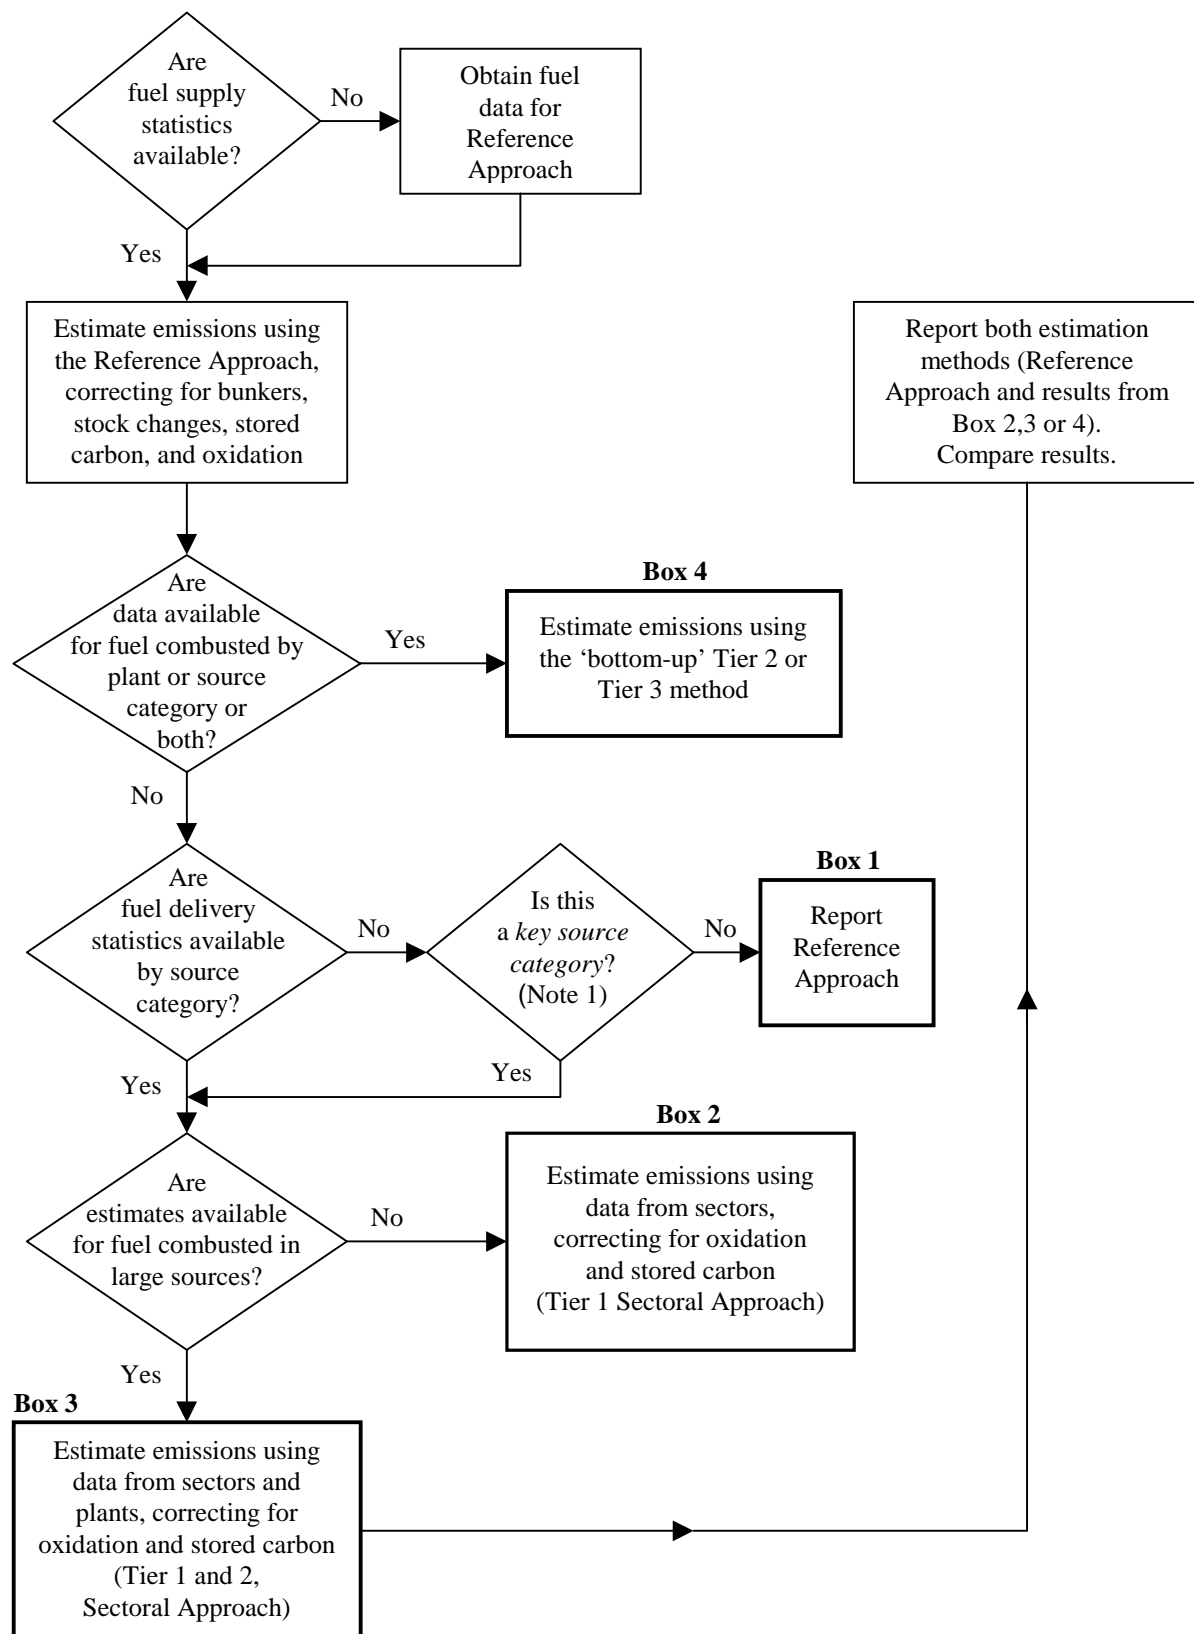 Are
fuel supply
statistics
available?
No
Obtain fuel
data for
Reference
Approach
Yes
Estimate emissions using
the Reference Approach,
correcting for bunkers,
stock changes, stored
carbon, and oxidation
Report both estimation
methods (Reference
Approach and results from
Box 2,3 or 4).
Compare results.
Are
data available
for fuel combusted by
plant or source
category or
both?
Yes
Box 4
Estimate emissions using
the ‘bottom-up’ Tier 2 or
Tier 3 method
No
Are
fuel delivery
statistics available
by source
category?
No
Is this
a key source
category?
(Note 1)
No
Box 1
Report
Reference
Approach
Yes
Yes
Are
estimates available
for fuel combusted in
large sources?
No
Box 2
Estimate emissions using
data from sectors,
correcting for oxidation
and stored carbon
(Tier 1 Sectoral Approach)
Yes
Box 3
Estimate emissions using
data from sectors and
plants, correcting for
oxidation and stored carbon
(Tier 1 and 2,
Sectoral Approach)